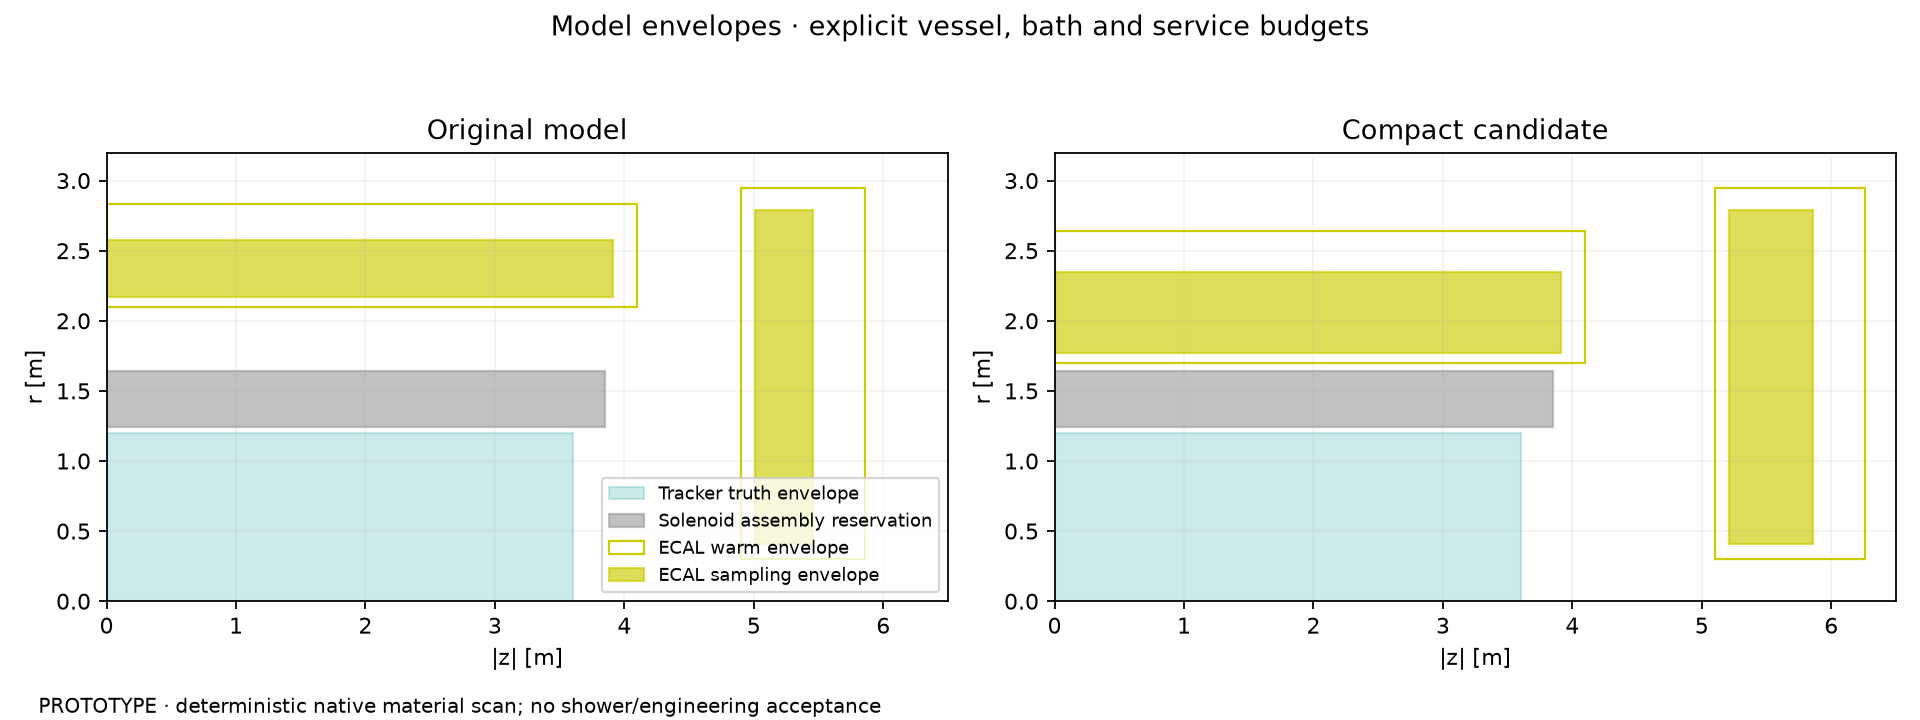 Model envelopes · explicit vessel, bath and service budgets
Original model
3.0
2.5
2.0
1.5
1.0
0.5
0.0
r [m]
0 1 2 3 4 5 6
|z| [m]
Tracker truth envelope
Solenoid assembly reservation
ECAL warm envelope
ECAL sampling envelope
Compact candidate
3.0
2.5
2.0
1.5
1.0
0.5
0.0
r [m]
0 1 2 3 4 5 6
|z| [m]
PROTOTYPE · deterministic native material scan; no shower/engineering acceptance